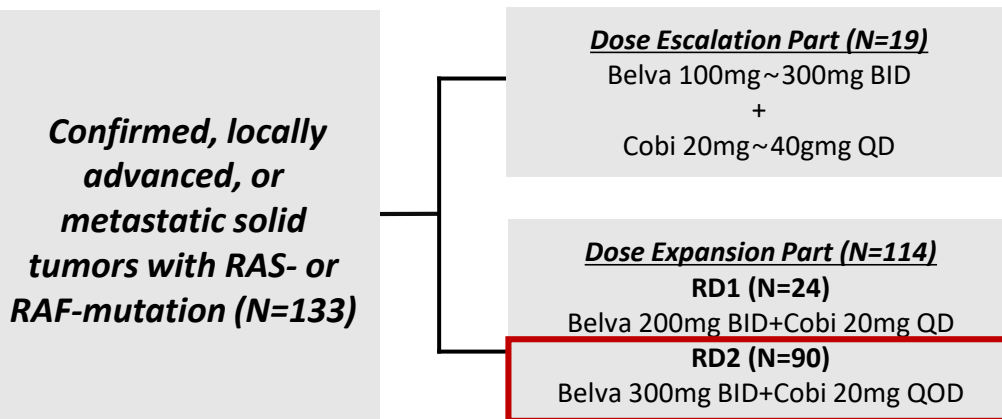 Confirmed, locally
advanced, or
metastatic solid
tumors with RAS- or
RAF-mutation (N=133)
Dose Escalation Part (N=19)
Belva 100mg~300mg BID
+
Cobi 20mg~40gmg QD
Dose Expansion Part (N=114)
RD1 (N=24)
Belva 200mg BID+Cobi 20mg QD
RD2 (N=90)
Belva 300mg BID+Cobi 20mg QOD